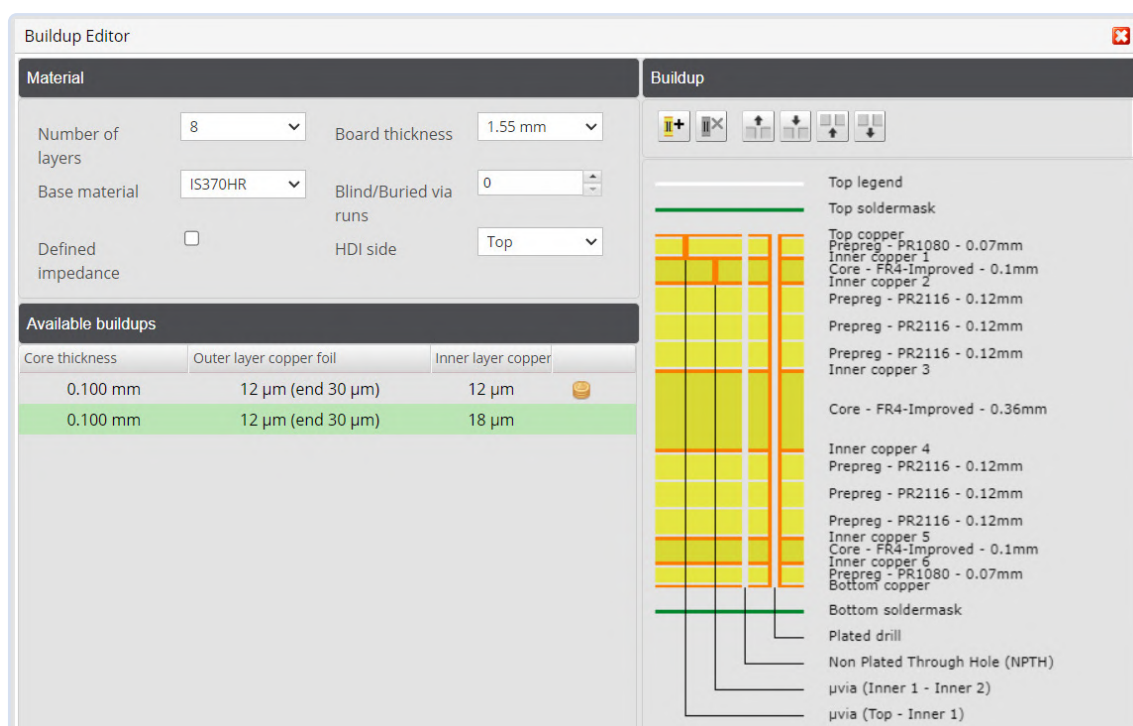 Buildup Editor
Material
Number of
layers
8
Board thickness
1.55 mm
Base material
IS370HR
Blind/Buried via
runs
0
Defined
impedance
HDI side
Top
Available buildups
Core thickness
Outer layer copper foil
Inner layer copper
0.100 mm
12 µm (end 30 µm)
12 µm
0.100 mm
12 µm (end 30 µm)
18 µm
Buildup
Top legend
Top soldermask
Top copper
Prepreg - PR1080 - 0.07mm
Inner copper 1
Core - FR4-Improved - 0.1mm
Inner copper 2
Prepreg - PR2116 - 0.12mm
Prepreg - PR2116 - 0.12mm
Prepreg - PR2116 - 0.12mm
Inner copper 3
Core - FR4-Improved - 0.36mm
Inner copper 4
Prepreg - PR2116 - 0.12mm
Prepreg - PR2116 - 0.12mm
Prepreg - PR2116 - 0.12mm
Inner copper 5
Core - FR4-Improved - 0.1mm
Inner copper 6
Prepreg - PR1080 - 0.07mm
Bottom copper
Bottom soldermask
Plated drill
Non Plated Through Hole (NPTH)
µvia (Inner 1 - Inner 2)
µvia (Top - Inner 1)